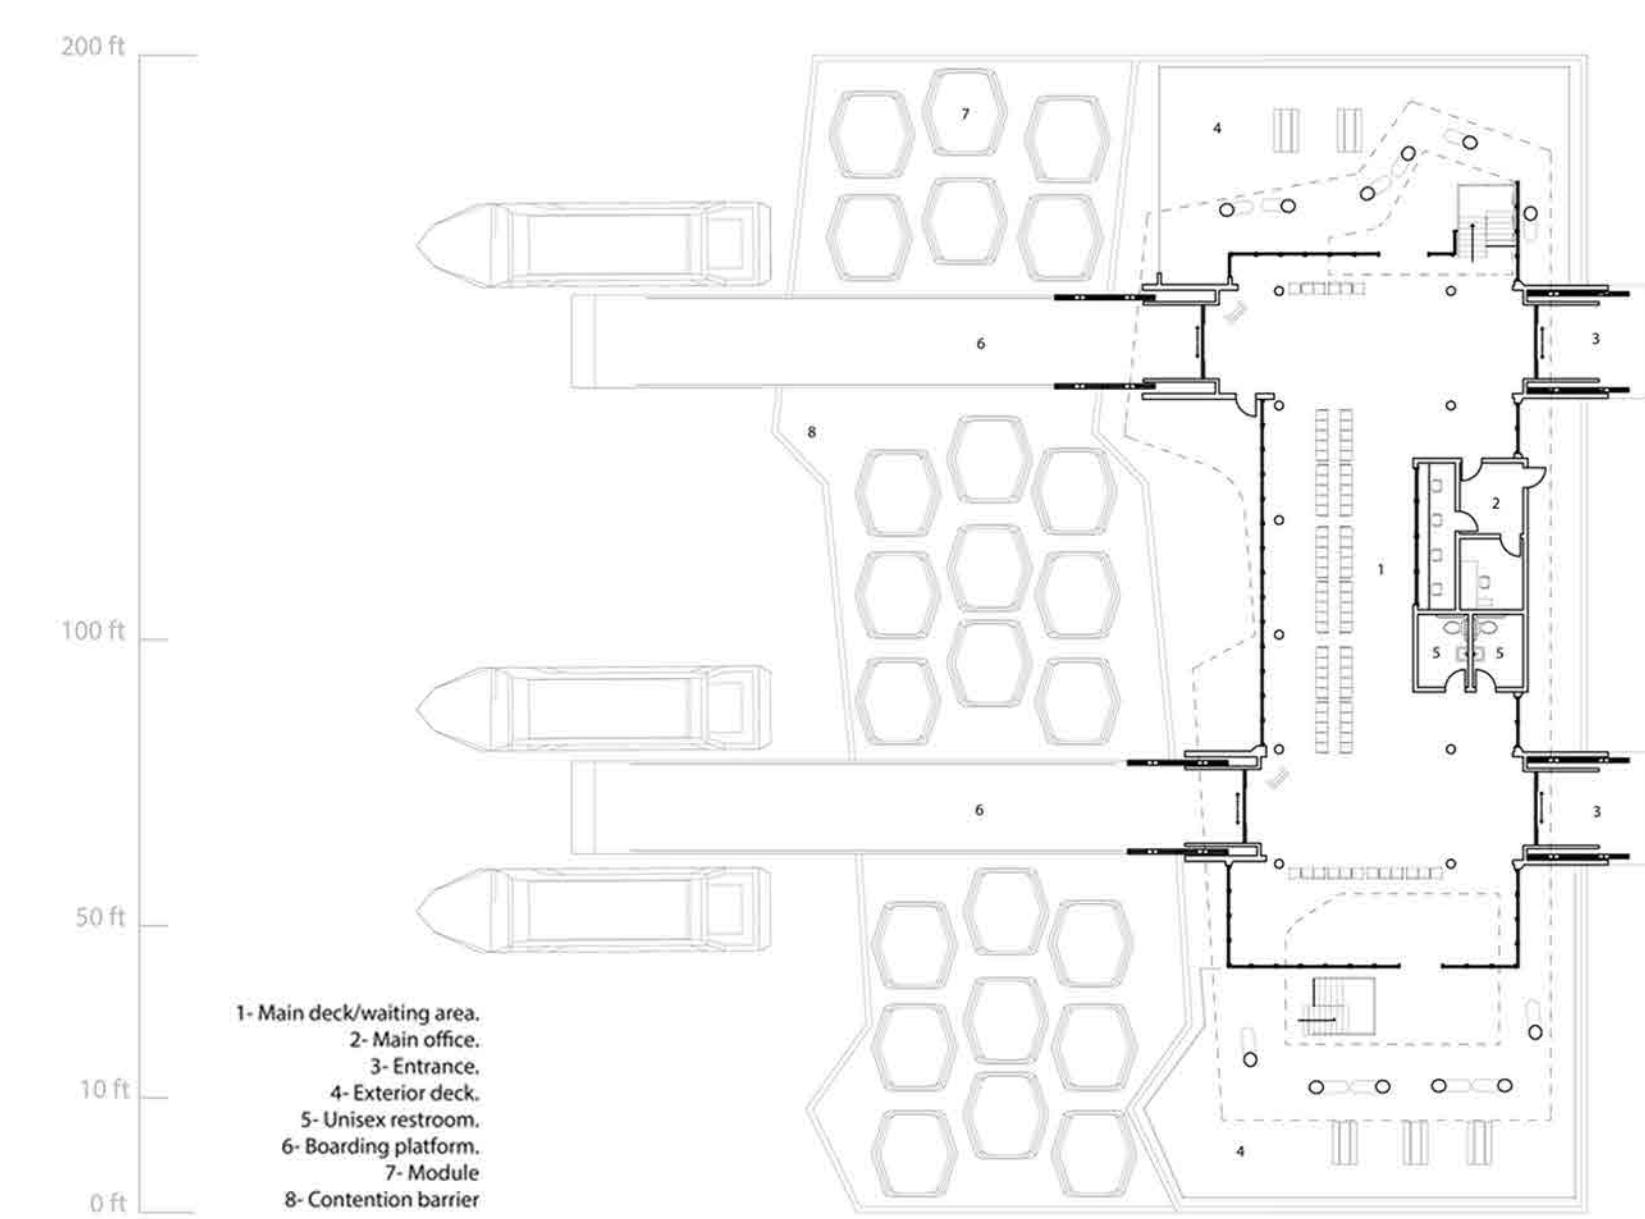 200 ft
7
4
6
3
8
2
1
100 ft
5
5
6
3
50 ft
1- Main deck/waiting area.
2- Main office.
3- Entrance.
10 ft
4- Exterior deck.
5- Unisex restroom.
6- Boarding platform.
4
7- Module
8- Contention barrier
0 ft